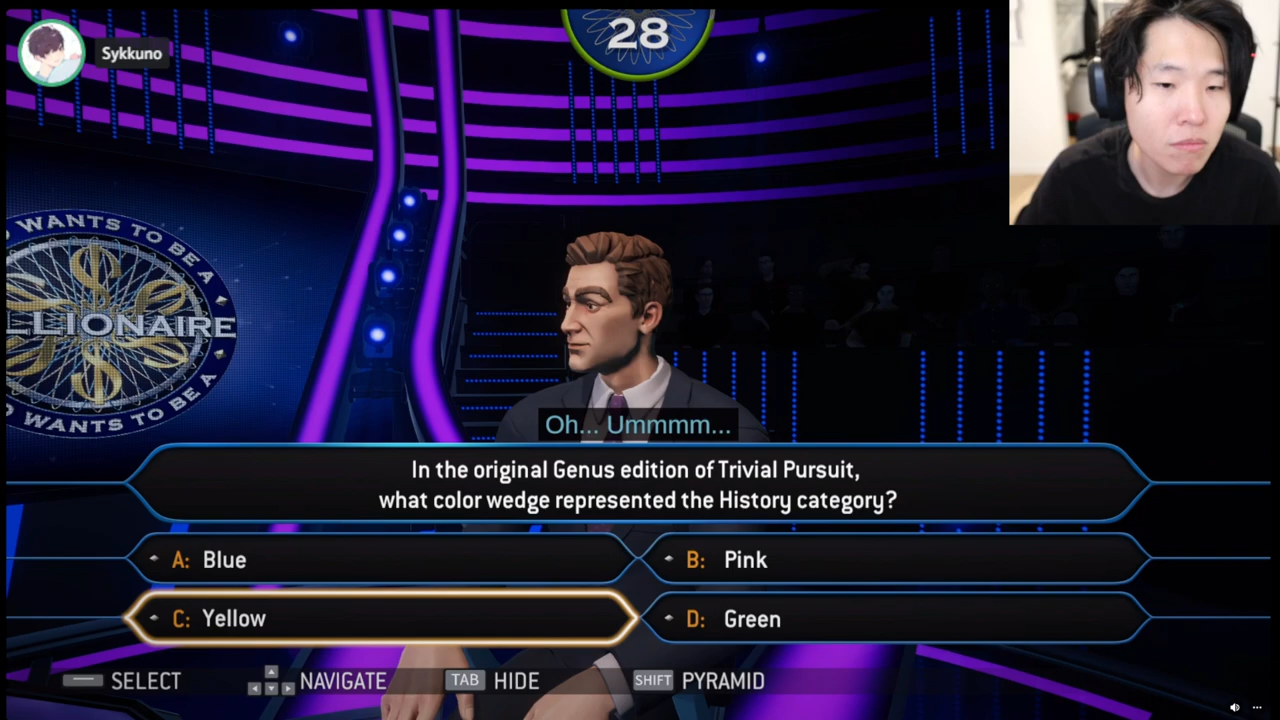 Sykkuno
28
WANTS TO BE A
LLIONAIRE
WANTS TO BE A
Oh... Ummmm...
In the original Genus edition of Trivial Pursuit,
what color wedge represented the History category?
A: Blue
B: Pink
C: Yellow
D: Green
SELECT
NAVIGATE
TAB HIDE
SHIFT PYRAMID